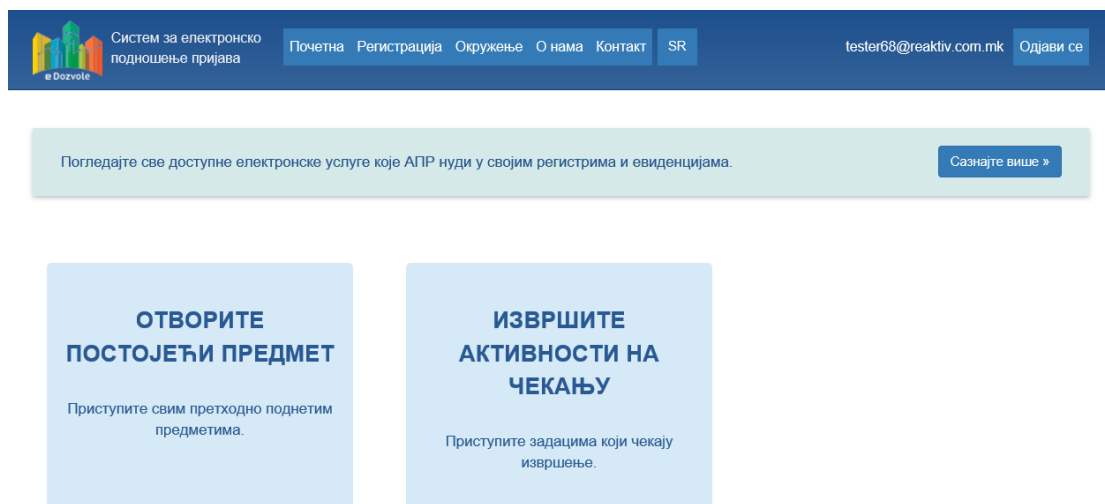 Систем за електронско
подношење пријава
Почетна Регистрација Окружење О нама Контакт SR
tester68@reaktiv.com.mk Одјави се
e Dozvole
Погледајте све доступне електронске услуге које АПР нуди у својим регистрима и евиденцијама.
Сазнајте више »
ОТВОРИТЕ
ПОСТОЈЕЋИ ПРЕДМЕТ
Приступите свим претходно поднетим
предметима.
ИЗВРШИТЕ
АКТИВНОСТИ НА
ЧЕКАЊУ
Приступите задацима који чекају
извршење.